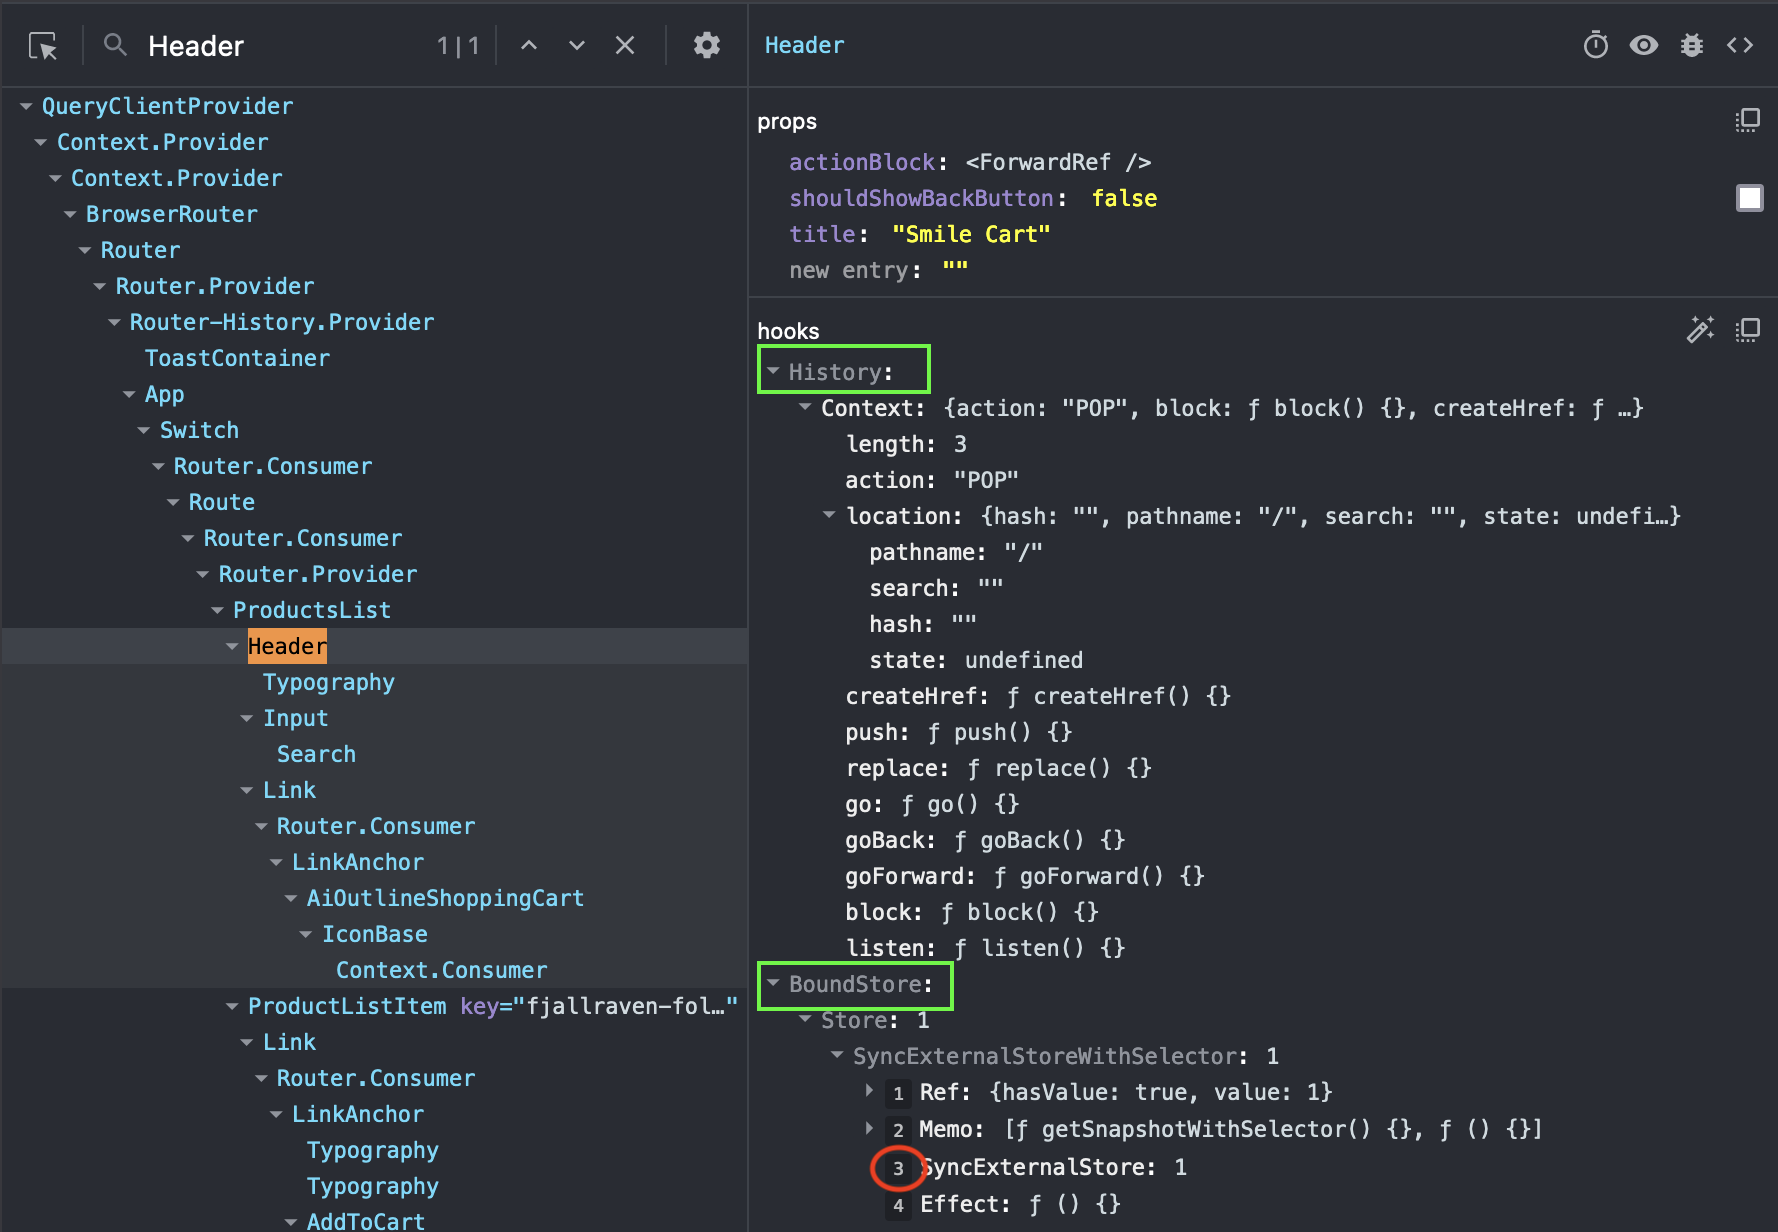 Header 1|1
QueryClientProvider
Context.Provider
Context.Provider
BrowserRouter
Router
Router.Provider
Router-History.Provider
ToastContainer
App
Switch
Router.Consumer
Route
Router.Consumer
Router.Provider
ProductsList
Header
Typography
Input
Search
Link
Router.Consumer
LinkAnchor
AiOutlineShoppingCart
IconBase
Context.Consumer
ProductListItem key="fjallraven-fol…"
Link
Router.Consumer
LinkAnchor
Typography
Typography
AddToCart
Header
props
actionBlock: <ForwardRef />
shouldShowBackButton: false
title: "Smile Cart"
new entry: ""
hooks
History:
Context: {action: "POP", block: ƒ block() {}, createHref: ƒ …}
length: 3
action: "POP"
location: {hash: "", pathname: "/", search: "", state: undefi…}
pathname: "/"
search: ""
hash: ""
state: undefined
createHref: ƒ createHref() {}
push: ƒ push() {}
replace: ƒ replace() {}
go: ƒ go() {}
goBack: ƒ goBack() {}
goForward: ƒ goForward() {}
block: ƒ block() {}
listen: ƒ listen() {}
BoundStore:
Store: 1
SyncExternalStoreWithSelector: 1
1 Ref: {hasValue: true, value: 1}
2 Memo: [ƒ getSnapshotWithSelector() {}, ƒ () {}]
3 SyncExternalStore: 1
4 Effect: ƒ () {}